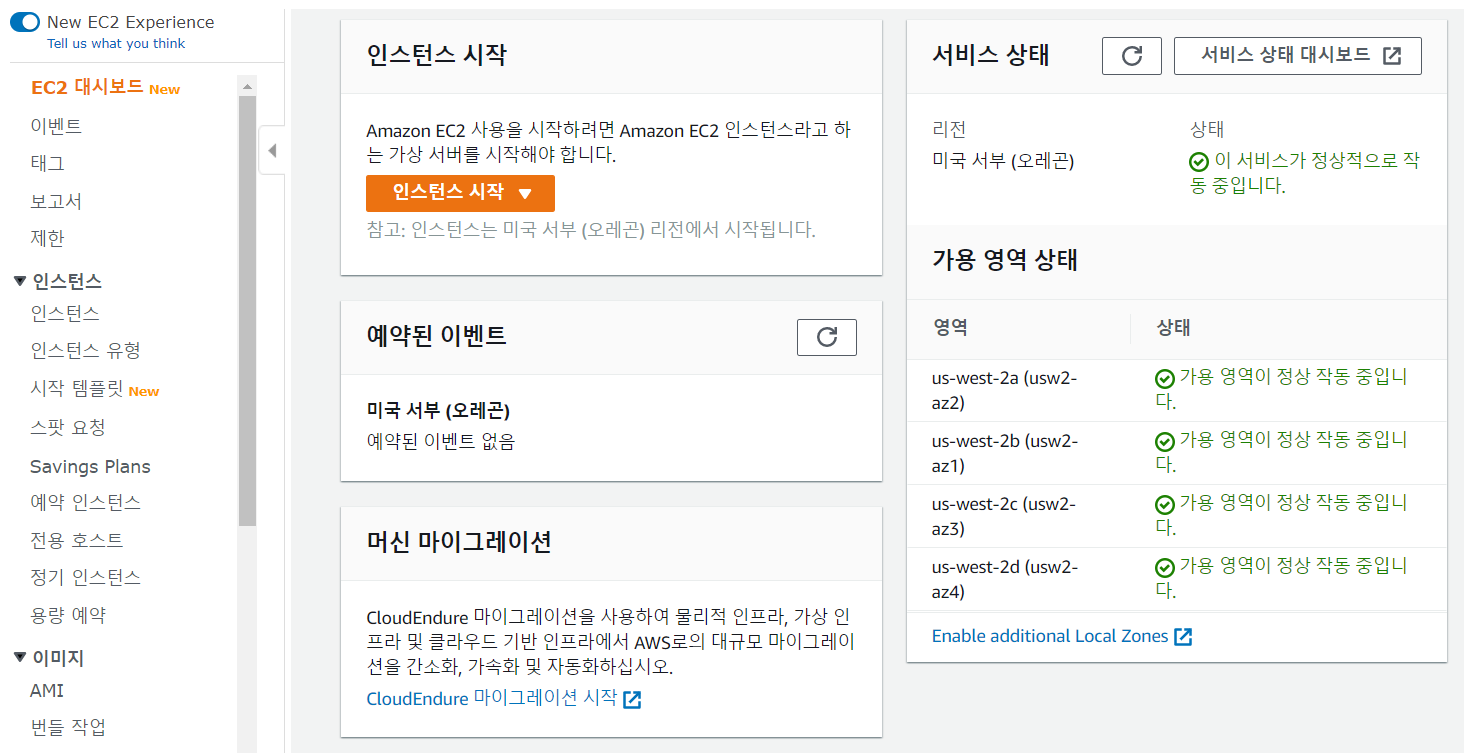 New EC2 Experience
Tell us what you think
EC2 대시보드 New
이벤트
태그
보고서
제한
인스턴스
인스턴스
인스턴스 유형
시작 템플릿 New
스팟 요청
Savings Plans
예약 인스턴스
전용 호스트
정기 인스턴스
용량 예약
이미지
AMI
번들 작업
인스턴스 시작
Amazon EC2 사용을 시작하려면 Amazon EC2 인스턴스라고 하
는 가상 서버를 시작해야 합니다.
인스턴스 시작
참고: 인스턴스는 미국 서부 (오레곤) 리전에서 시작됩니다.
예약된 이벤트
미국 서부 (오레곤)
예약된 이벤트 없음
머신 마이그레이션
CloudEndure 마이그레이션을 사용하여 물리적 인프라, 가상 인
프라 및 클라우드 기반 인프라에서 AWS로의 대규모 마이그레이
션을 간소화, 가속화 및 자동화하십시오.
CloudEndure 마이그레이션 시작
서비스 상태
서비스 상태 대시보드
리전
상태
미국 서부 (오레곤)
이 서비스가 정상적으로 작
동 중입니다.
가용 영역 상태
영역
상태
us-west-2a (usw2-
az2)
가용 영역이 정상 작동 중입니
다.
us-west-2b (usw2-
az1)
가용 영역이 정상 작동 중입니
다.
us-west-2c (usw2-
az3)
가용 영역이 정상 작동 중입니
다.
us-west-2d (usw2-
az4)
가용 영역이 정상 작동 중입니
다.
Enable additional Local Zones